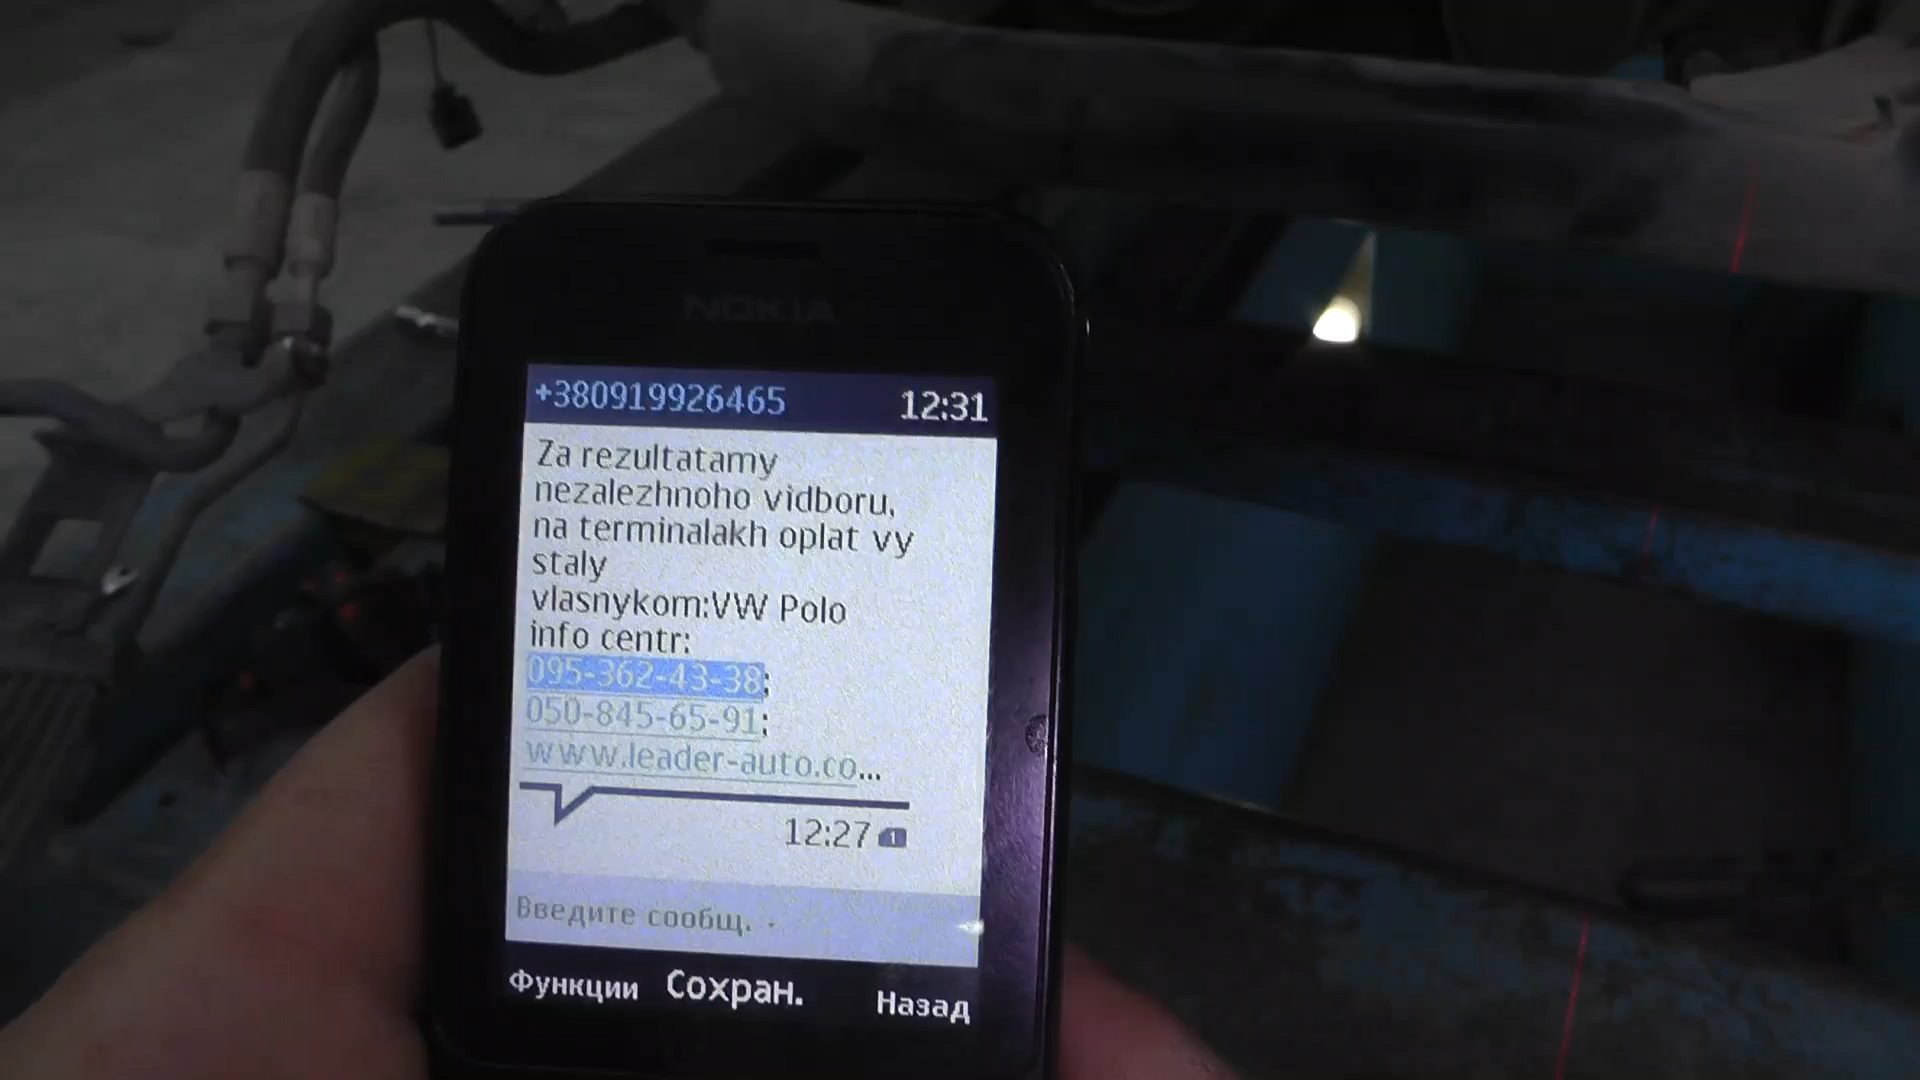 NOKIA
+380919926465 12:31
Za rezultatamy
nezalezhnoho vidboru,
na terminalakh oplat vy
staly
vlasnykom:VW Polo
info centr:
095-362-43-38;
050-845-65-91;
www.leader-auto.co...
12:27 1
Введите сообщ.
Функции Сохран. Назад